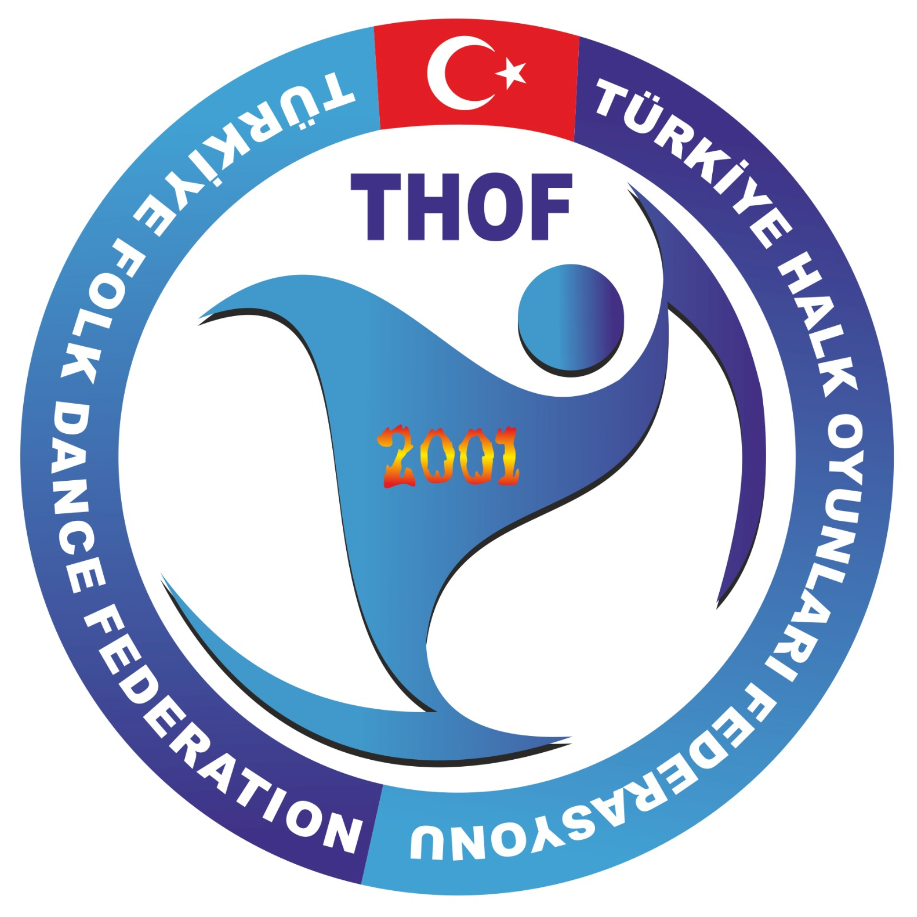 THOF
2001
TÜRKİYE HALK OYUNLARI FEDERASYONU
TÜRKİYE FOLK DANCE FEDERATION